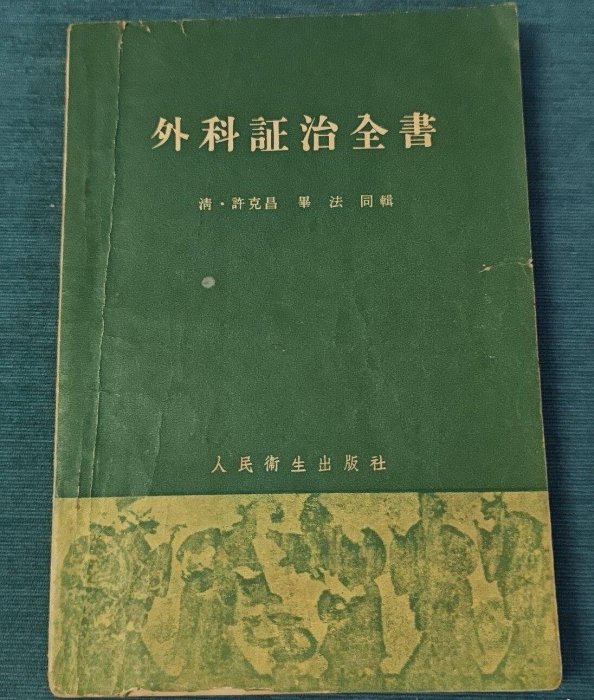 外科証治全書
清·許克昌 畢法 同輯
人民衛生出版社